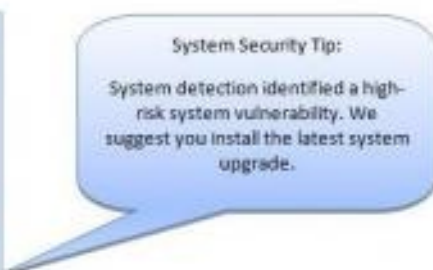 System Security Tip:
System detection identified a high-
risk system vulnerability. We
suggest you install the latest system
upgrade.